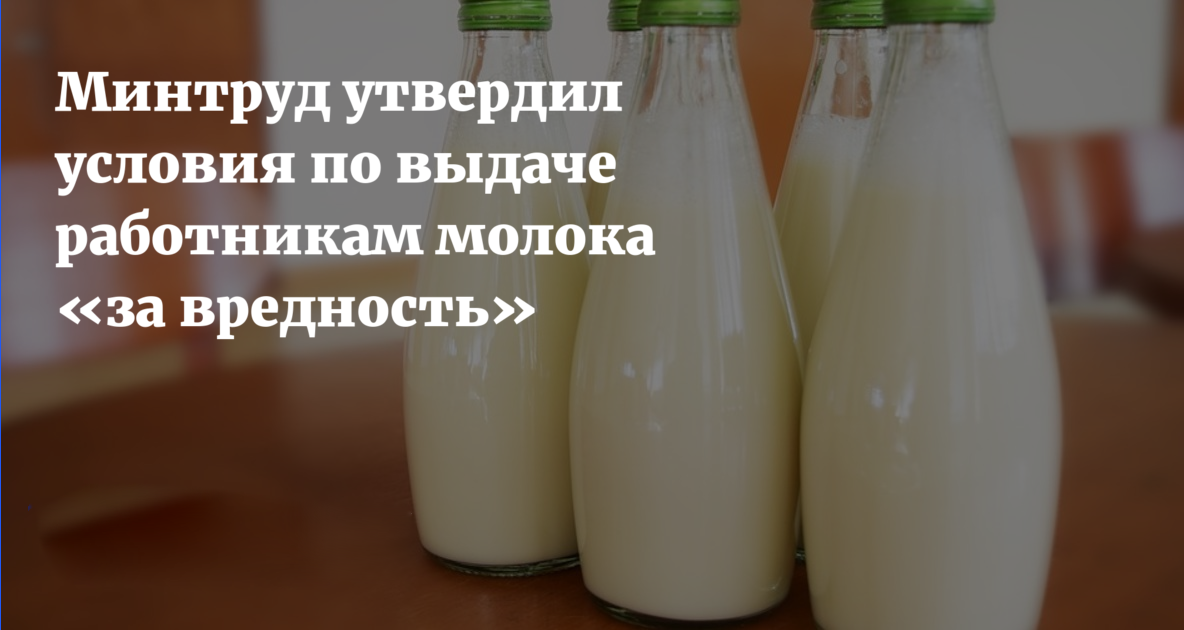 Минтруд утвердил
условия по выдаче
работникам молока
«за вредность»